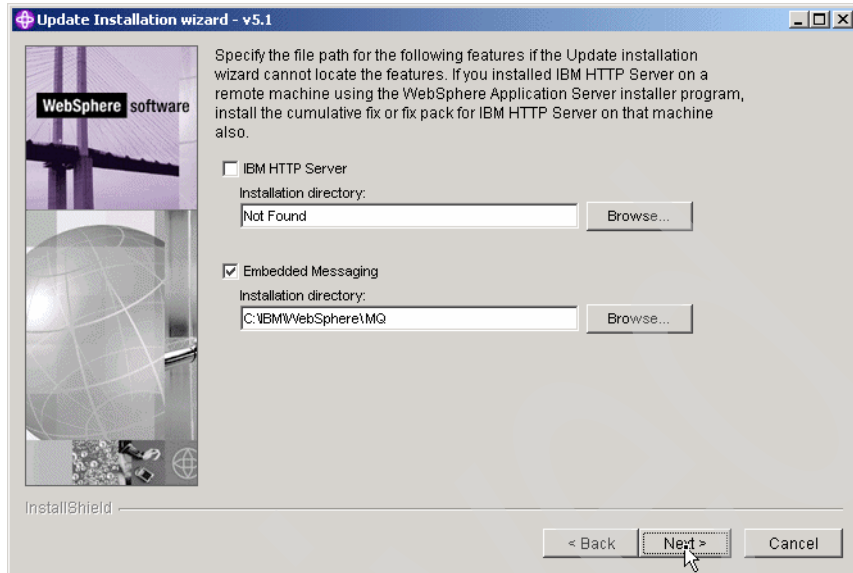 Update Installation wizard - v5.1
WebSphere software
Specify the file path for the following features if the Update installation
wizard cannot locate the features. If you installed IBM HTTP Server on a
remote machine using the WebSphere Application Server installer program,
install the cumulative fix or fix pack for IBM HTTP Server on that machine
also.
IBM HTTP Server
Installation directory:
Not Found
Browse...
Embedded Messaging
Installation directory:
C:\IBM\WebSphere\MQ
Browse...
InstallShield
< Back
Next >
Cancel